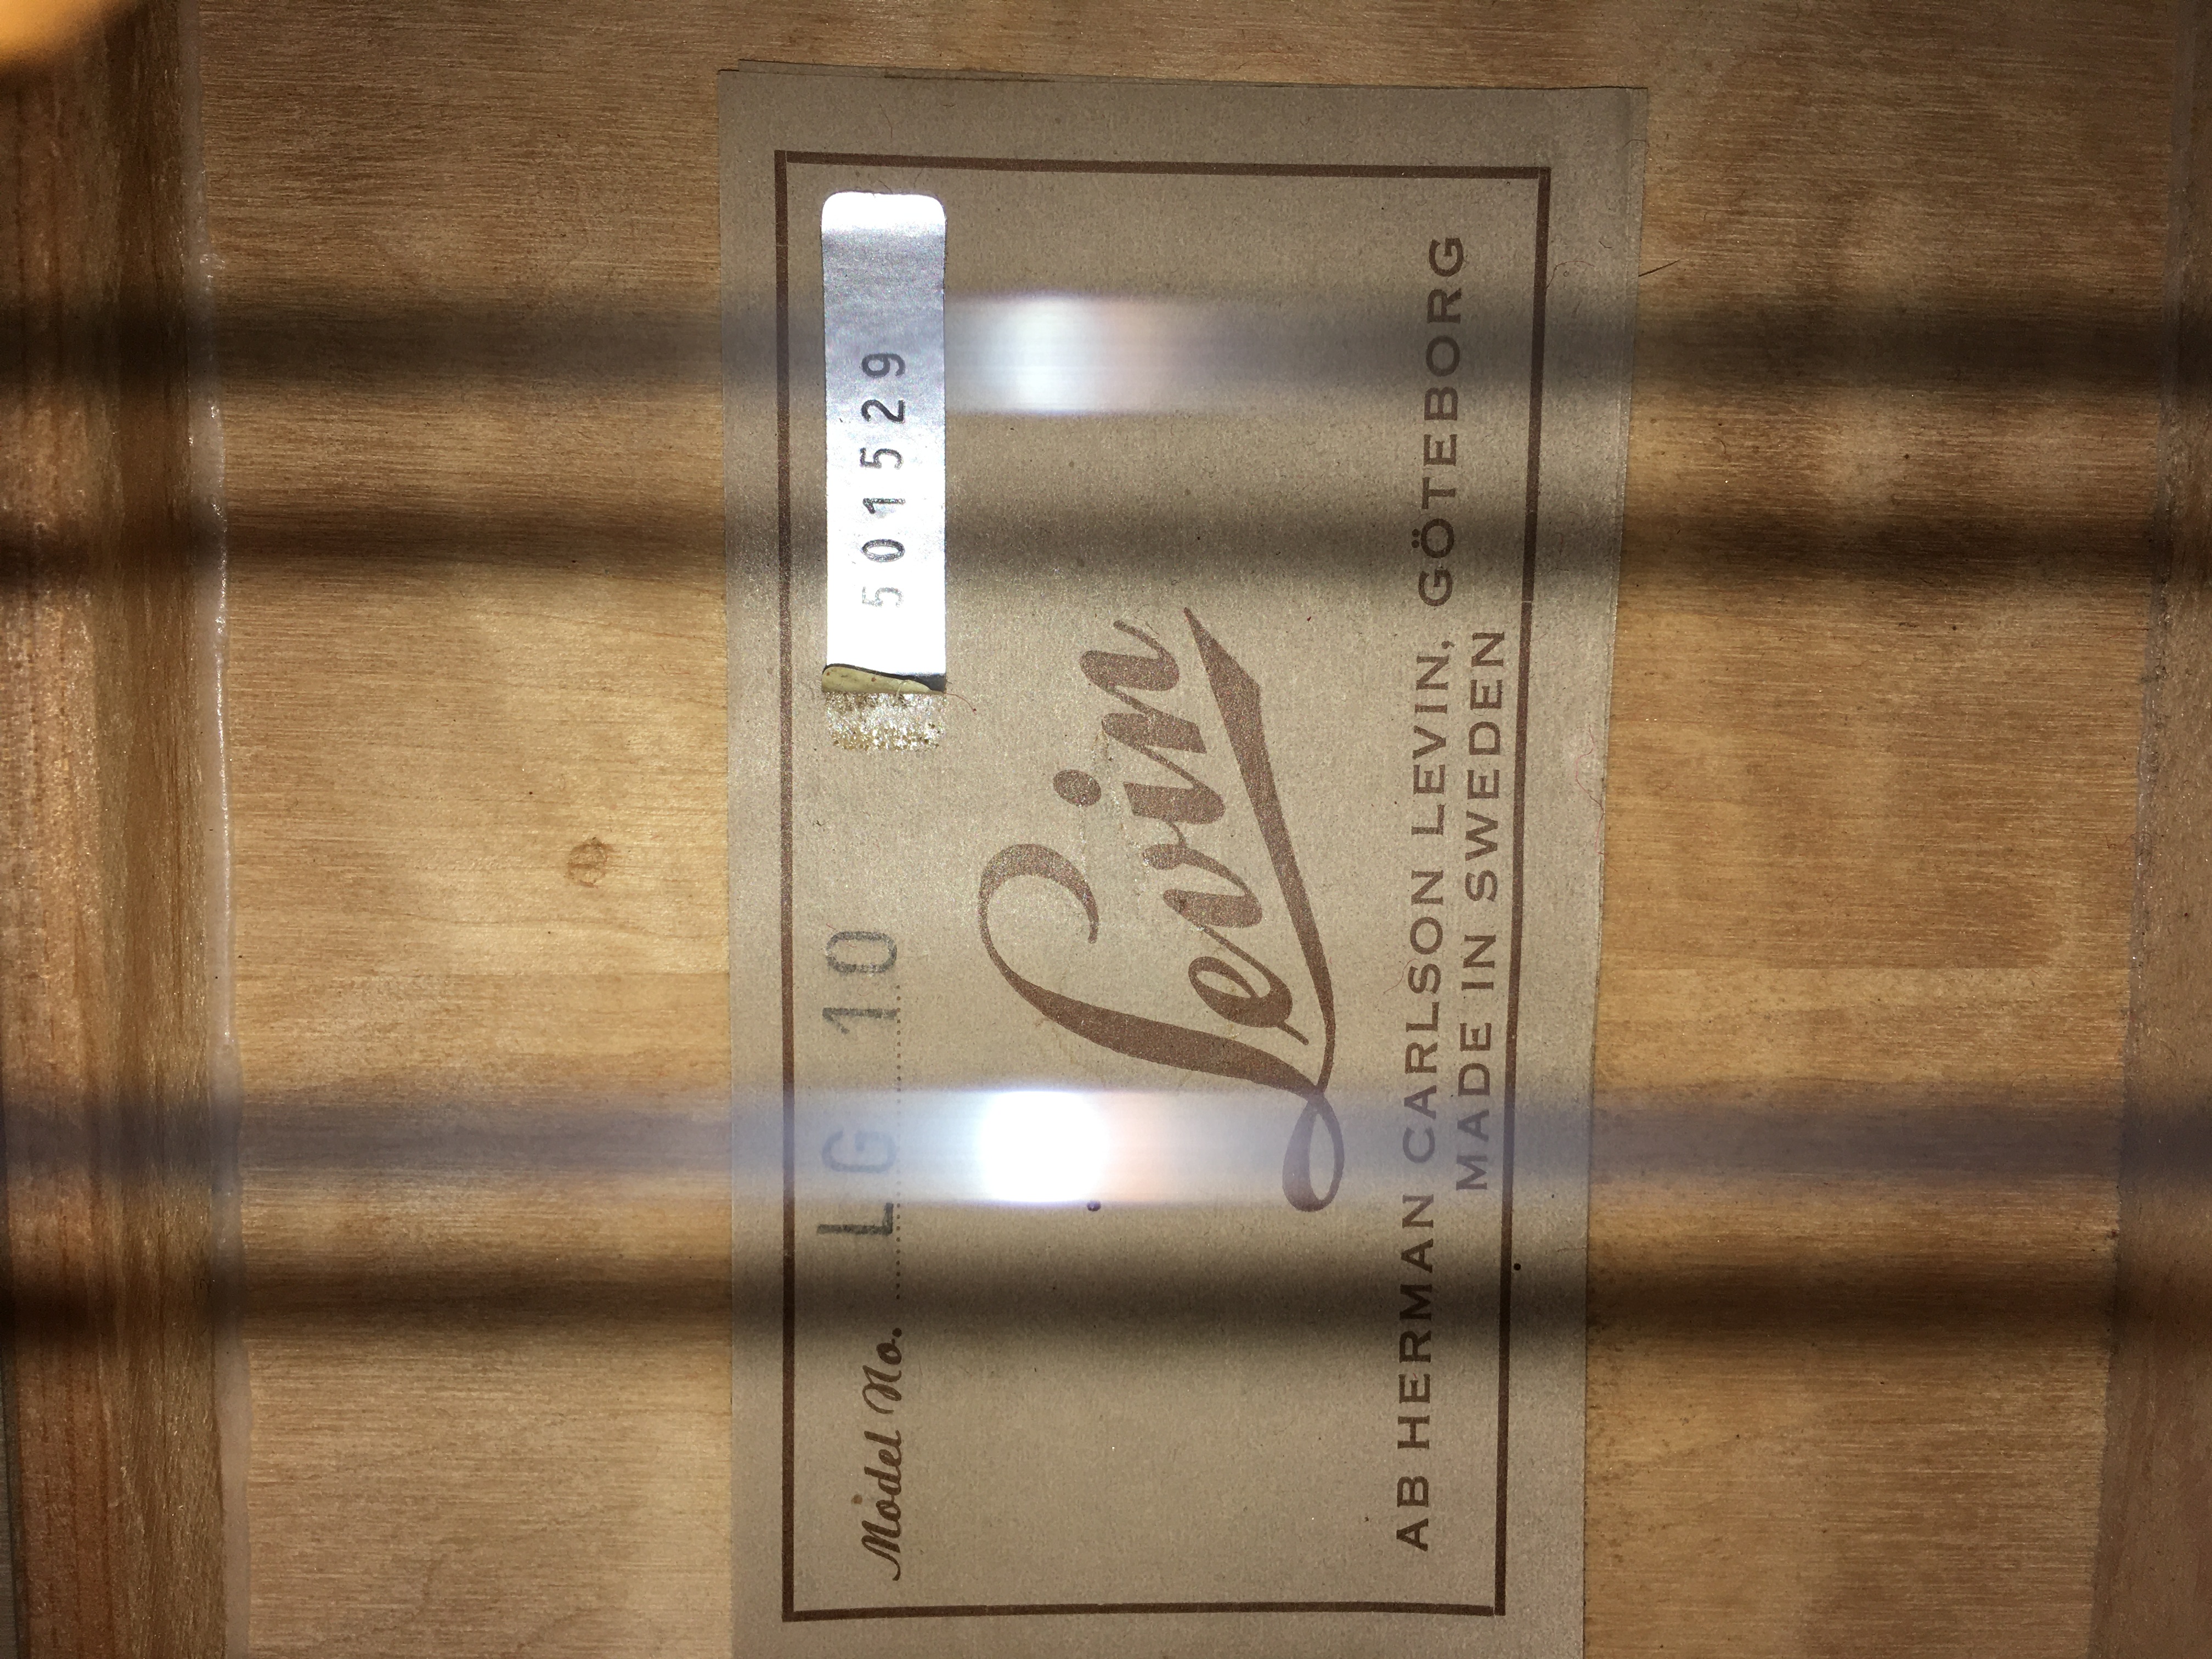 Model No. LG 10 501529
Levin
AB HERMAN CARLSON LEVIN, GÖTEBORG
MADE IN SWEDEN